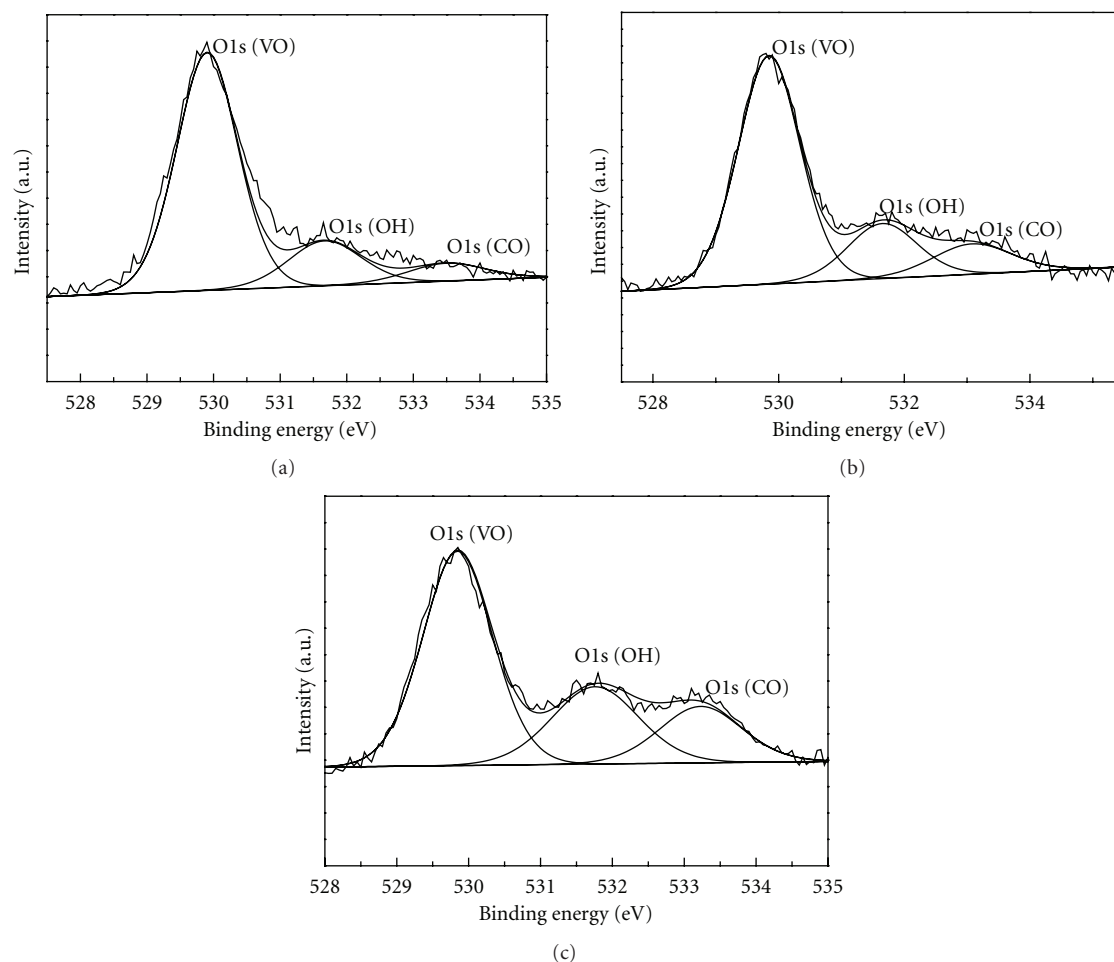 O1s (VO)
O1s (OH)
O1s (CO)
Intensity (a.u.)
528 529 530 531 532 533 534 535
Binding energy (eV)
(a)
O1s (VO)
O1s (OH)
O1s (CO)
Intensity (a.u.)
528 530 532 534
Binding energy (eV)
(b)
O1s (VO)
O1s (OH)
O1s (CO)
Intensity (a.u.)
528 529 530 531 532 533 534 535
Binding energy (eV)
(c)